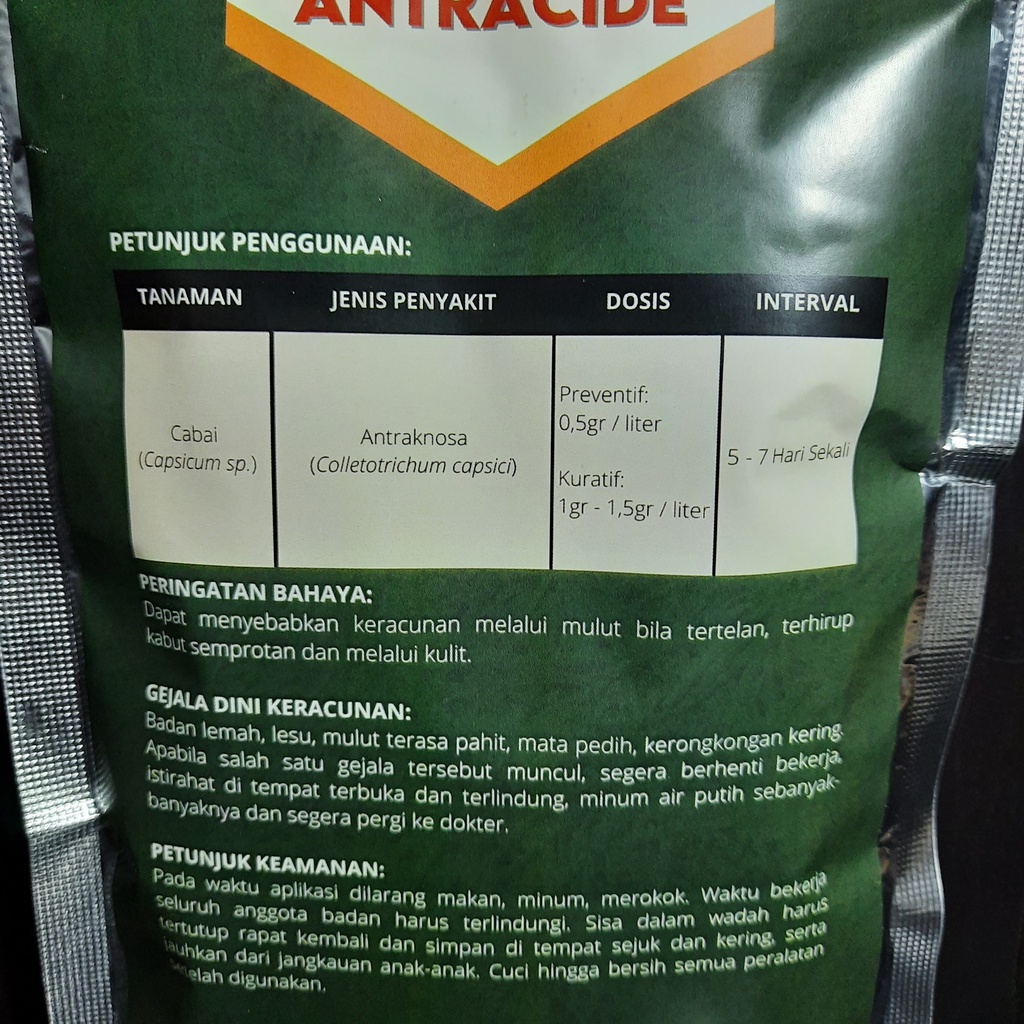 ANTRACIDE
PETUNJUK PENGGUNAAN:
TANAMAN JENIS PENYAKIT DOSIS INTERVAL
Cabai
(Capsicum sp.)
Antraknosa
(Colletotrichum capsici)
Preventif:
0,5gr / liter
Kuratif:
1gr - 1,5gr / liter
5 - 7 Hari Sekali
PERINGATAN BAHAYA:
Dapat menyebabkan keracunan melalui mulut bila tertelan, terhirup
kabut semprotan dan melalui kulit.
GEJALA DINI KERACUNAN:
Badan lemah, lesu, mulut terasa pahit, mata pedih, kerongkongan kering.
Apabila salah satu gejala tersebut muncul, segera berhenti bekerja,
istirahat di tempat terbuka dan terlindung, minum air putih sebanyak-
banyaknya dan segera pergi ke dokter.
PETUNJUK KEAMANAN:
Pada waktu aplikasi dilarang makan, minum, merokok. Waktu bekerja
seluruh anggota badan harus terlindungi. Sisa dalam wadah harus
tertutup rapat kembali dan simpan di tempat sejuk dan kering, serta
jauhkan dari jangkauan anak-anak. Cuci hingga bersih semua peralatan
setelah digunakan.